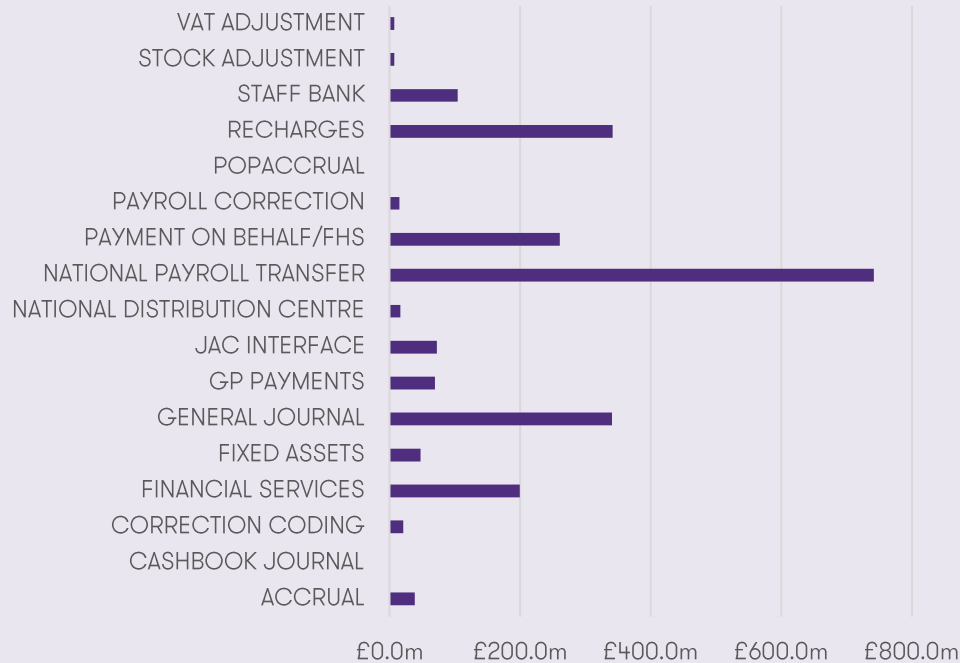 VAT ADJUSTMENT
STOCK ADJUSTMENT
STAFF BANK
RECHARGES
POPACCRUAL
PAYROLL CORRECTION
PAYMENT ON BEHALF/FHS
NATIONAL PAYROLL TRANSFER
NATIONAL DISTRIBUTION CENTRE
JAC INTERFACE
GP PAYMENTS
GENERAL JOURNAL
FIXED ASSETS
FINANCIAL SERVICES
CORRECTION CODING
CASHBOOK JOURNAL
ACCRUAL
£0.0m £200.0m £400.0m £600.0m £800.0m